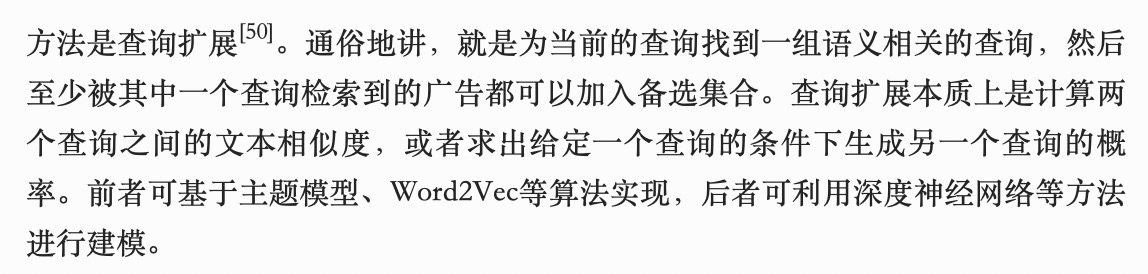 方法是查询扩展[50]。通俗地讲，就是为当前的查询找到一组语义相关的查询，然后
至少被其中一个查询检索到的广告都可以加入备选集合。查询扩展本质上是计算两
个查询之间的文本相似度，或者求出给定一个查询的条件下生成另一个查询的概
率。前者可基于主题模型、Word2Vec等算法实现，后者可利用深度神经网络等方法
进行建模。